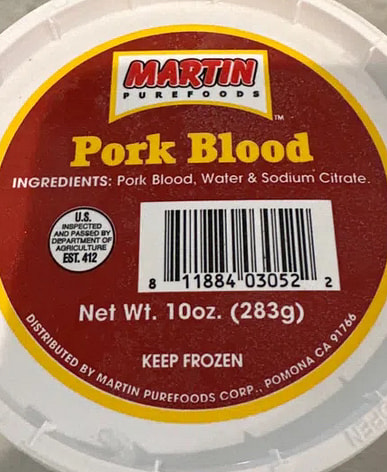 MARTIN
PUREFOODS
TM
Pork Blood
INGREDIENTS: Pork Blood, Water & Sodium Citrate.
U.S.
INSPECTED
AND PASSED BY
DEPARTMENT OF
AGRICULTURE
EST. 412
8 11884 03052 2
Net Wt. 10oz. (283g)
KEEP FROZEN
DISTRIBUTED BY MARTIN PUREFOODS CORP., POMONA CA 91766